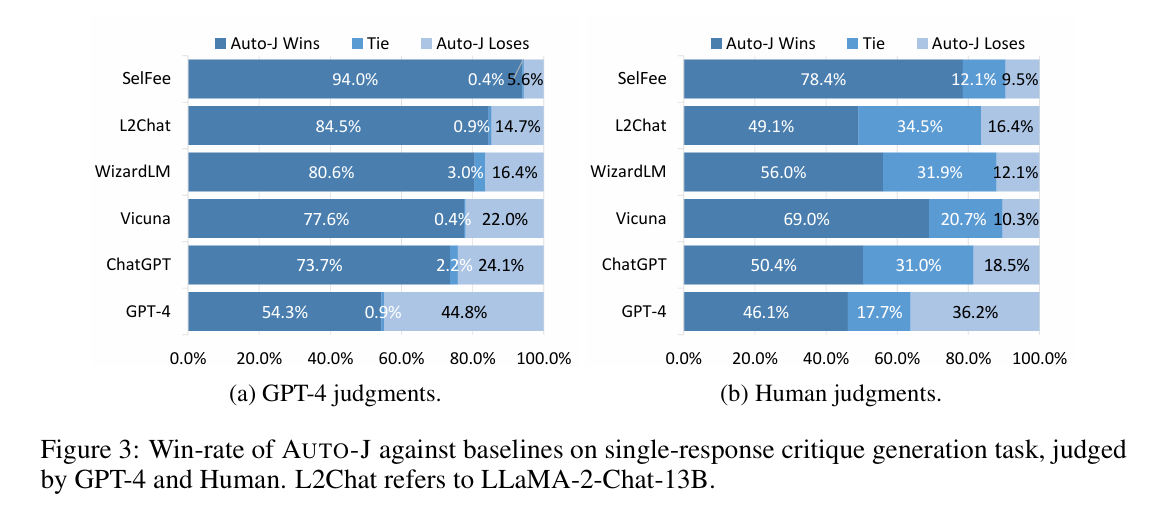 Auto-J Wins Tie Auto-J Loses
SelFee 94.0% 0.4% 5.6%
L2Chat 84.5% 0.9% 14.7%
WizardLM 80.6% 3.0% 16.4%
Vicuna 77.6% 0.4% 22.0%
ChatGPT 73.7% 2.2% 24.1%
GPT-4 54.3% 0.9% 44.8%
0.0% 20.0% 40.0% 60.0% 80.0% 100.0%
(a) GPT-4 judgments.
Auto-J Wins Tie Auto-J Loses
SelFee 78.4% 12.1% 9.5%
L2Chat 49.1% 34.5% 16.4%
WizardLM 56.0% 31.9% 12.1%
Vicuna 69.0% 20.7% 10.3%
ChatGPT 50.4% 31.0% 18.5%
GPT-4 46.1% 17.7% 36.2%
0.0% 20.0% 40.0% 60.0% 80.0% 100.0%
(b) Human judgments.
Figure 3: Win-rate of AUTO-J against baselines on single-response critique generation task, judged
by GPT-4 and Human. L2Chat refers to LLaMA-2-Chat-13B.